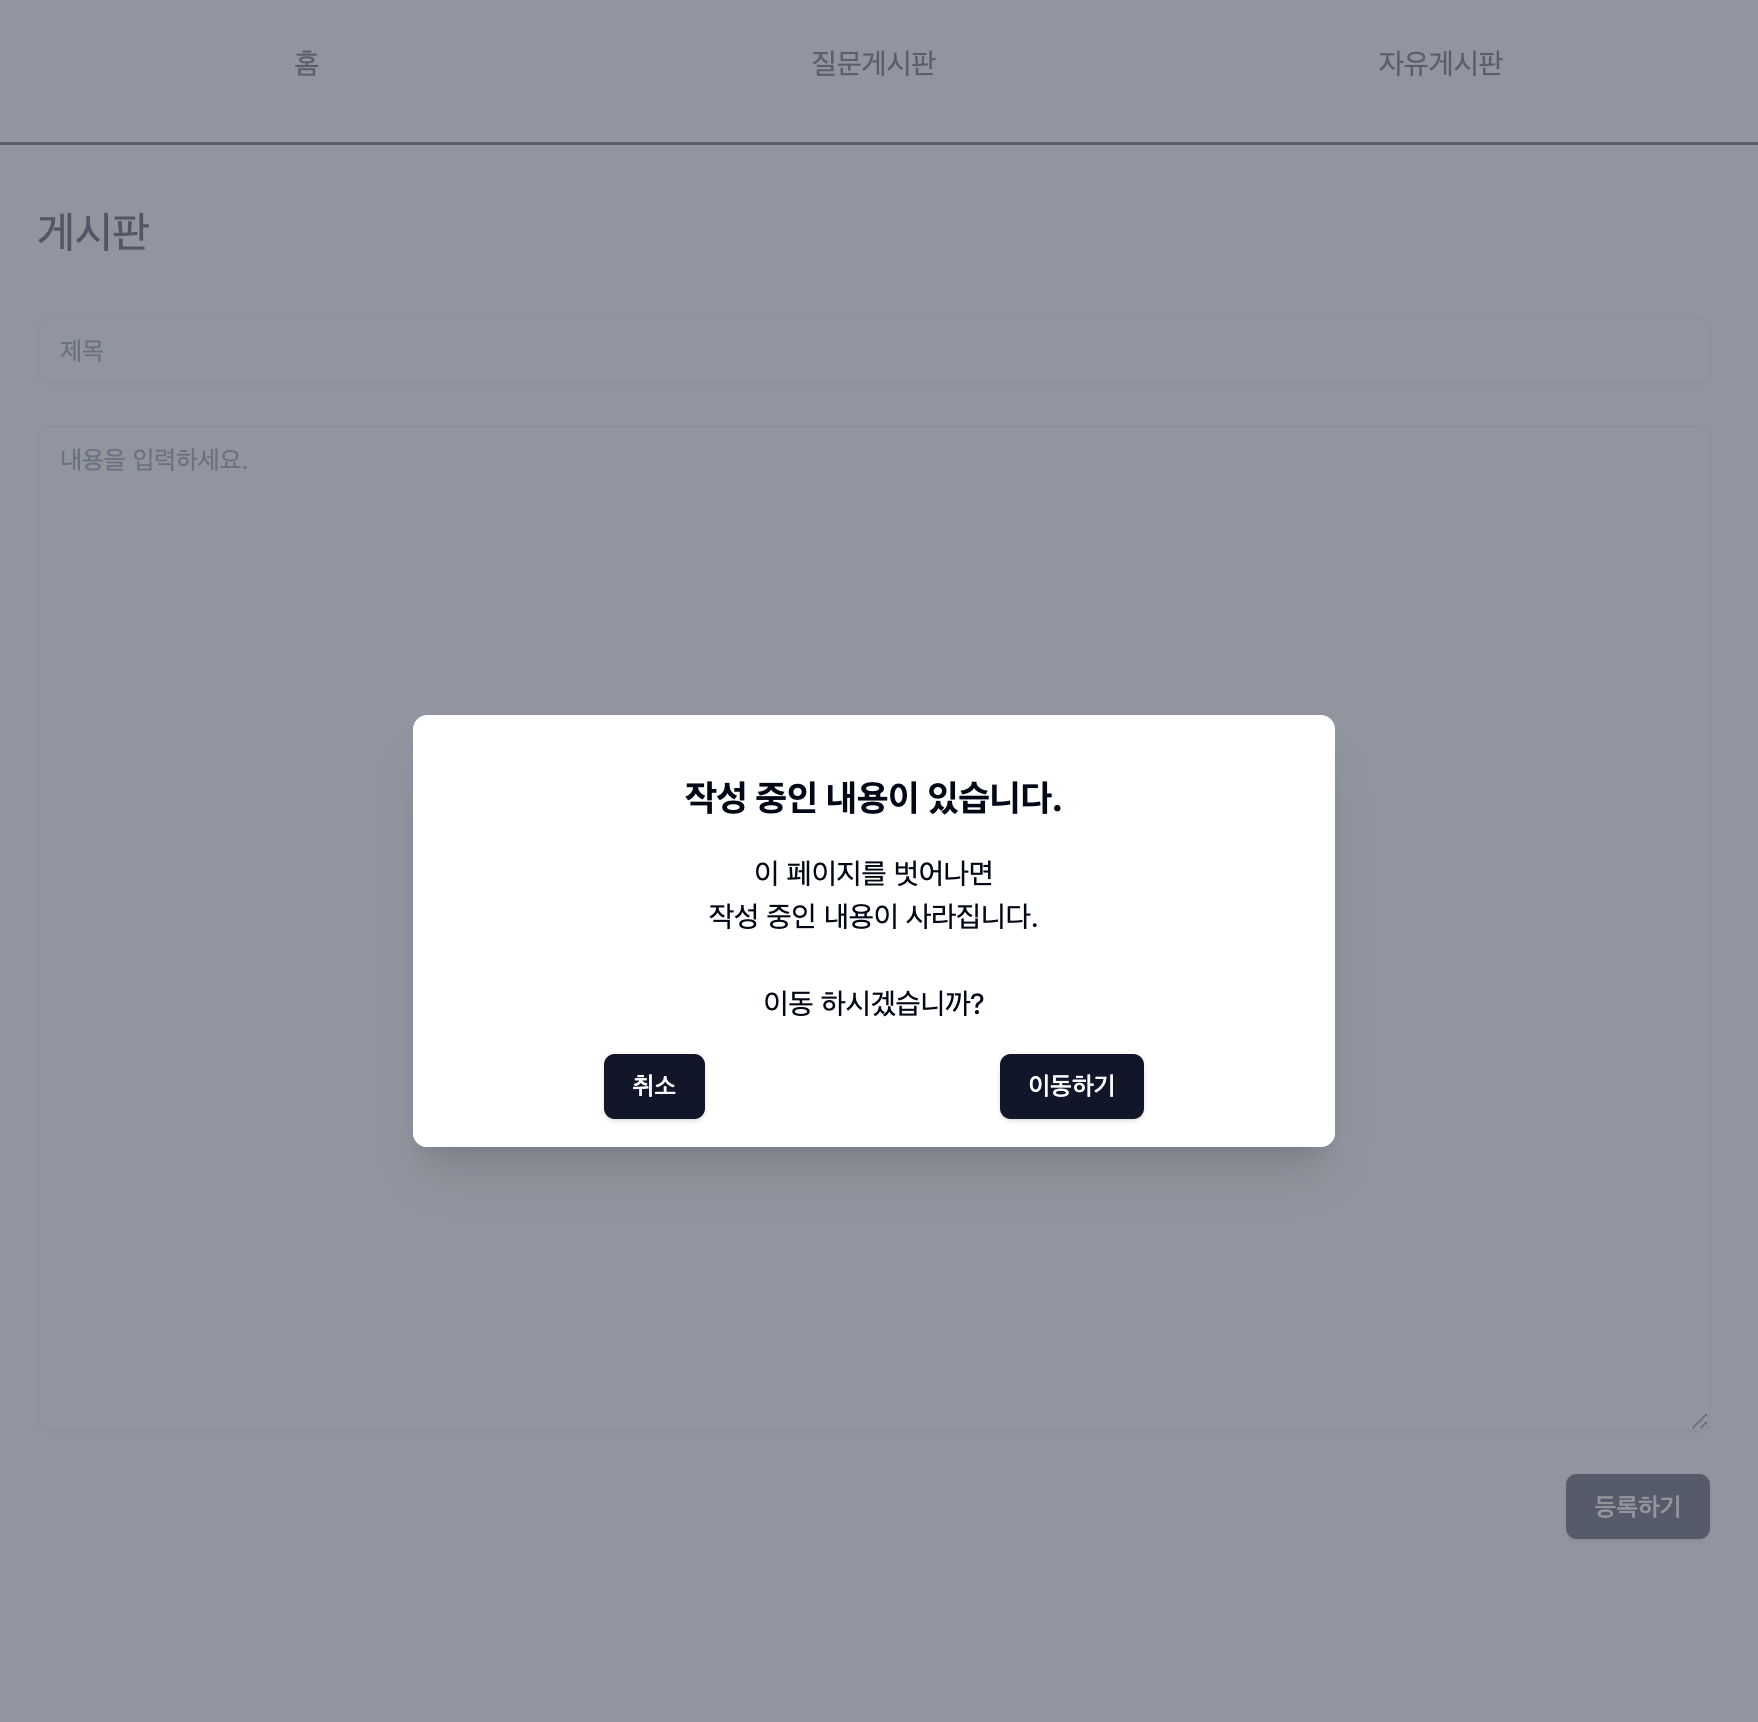 홈 질문게시판 자유게시판
게시판
제목
내용을 입력하세요.
작성 중인 내용이 있습니다.
이 페이지를 벗어나면
작성 중인 내용이 사라집니다.
이동 하시겠습니까?
취소 이동하기
등록하기